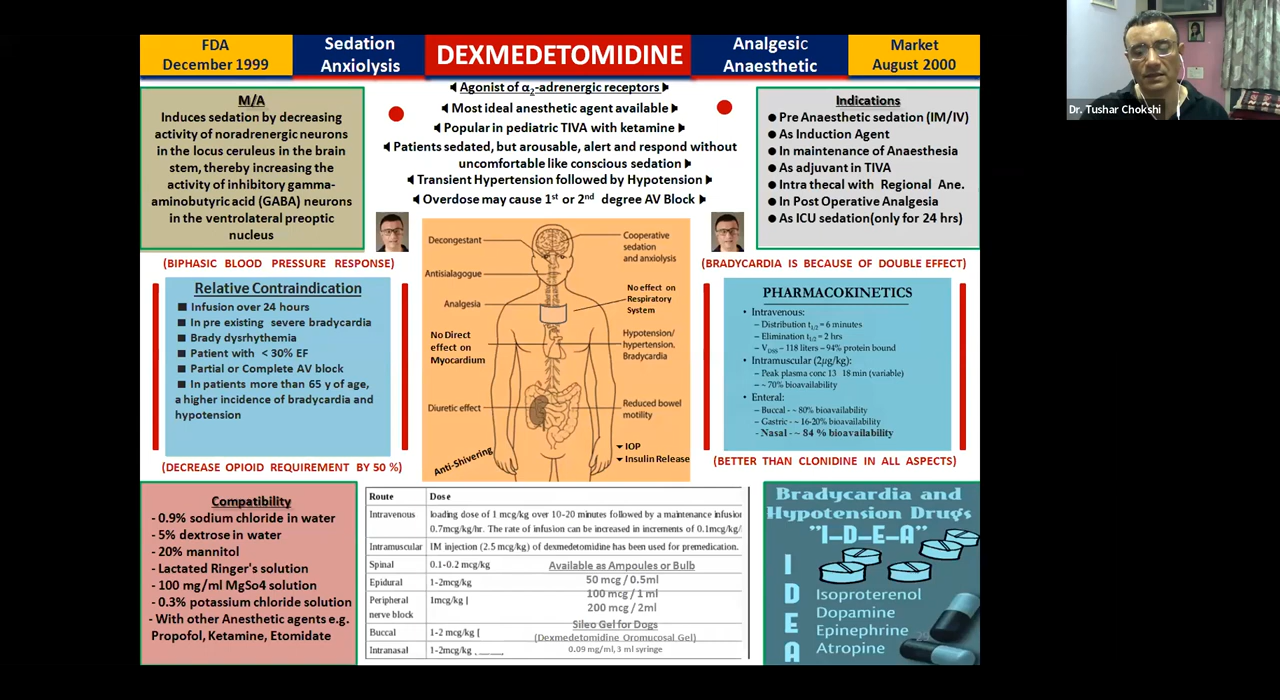 FDA
December 1999
Sedation
Anxiolysis
DEXMEDETOMIDINE
Analgesic
Anaesthetic
Market
August 2000
Dr. Tushar Chokshi
M/A
Induces sedation by decreasing
activity of noradrenergic neurons
in the locus ceruleus in the brain
stem, thereby increasing the
activity of inhibitory gamma-
aminobutyric acid (GABA) neurons
in the ventrolateral preoptic
nucleus
Agonist of α2-adrenergic receptors
Most ideal anesthetic agent available
Popular in pediatric TIVA with ketamine
Patients sedated, but arousable, alert and respond without
uncomfortable like conscious sedation
Transient Hypertension followed by Hypotension
Overdose may cause 1st or 2nd degree AV Block
Indications
● Pre Anaesthetic sedation (IM/IV)
● As Induction Agent
● In maintenance of Anaesthesia
● As adjuvant in TIVA
● Intra thecal with Regional Ane.
● In Post Operative Analgesia
● As ICU sedation(only for 24 hrs)
(BIPHASIC BLOOD PRESSURE RESPONSE)
(BRADYCARDIA IS BECAUSE OF DOUBLE EFFECT)
Relative Contraindication
■ Infusion over 24 hours
■ In pre existing severe bradycardia
■ Brady dysrhythemia
■ Patient with < 30% EF
■ Partial or Complete AV block
■ In patients more than 65 y of age,
a higher incidence of bradycardia and
hypotension
Decongestant
Antisialagogue
Analgesia
No Direct
effect on
Myocardium
Diuretic effect
Anti-Shivering
Cooperative
sedation
and anxiolysis
No effect on
Respiratory
System
Hypotension/
hypertension,
Bradycardia
Reduced bowel
motility
IOP
Insulin Release
PHARMACOKINETICS
• Intravenous:
– Distribution t1/2 = 6 minutes
– Elimination t1/2 = 2 hrs
– VDSS – 118 liters – 94% protein bound
• Intramuscular (2µg/kg):
– Peak plasma conc 13 18 min (variable)
– ~ 70% bioavailability
• Enteral:
– Buccal - ~ 80% bioavailability
– Gastric - ~ 16-20% bioavailability
- Nasal - ~ 84 % bioavailability
(DECREASE OPIOID REQUIREMENT BY 50 %)
(BETTER THAN CLONIDINE IN ALL ASPECTS)
Compatibility
- 0.9% sodium chloride in water
- 5% dextrose in water
- 20% mannitol
- Lactated Ringer's solution
- 100 mg/ml MgSo4 solution
- 0.3% potassium chloride solution
- With other Anesthetic agents e.g.
Propofol, Ketamine, Etomidate
Route Dose
Intravenous loading dose of 1 mcg/kg over 10-20 minutes followed by a maintenance infusion
0.7mcg/kg/hr. The rate of infusion can be increased in increments of 0.1mcg/kg/
Intramuscular IM injection (2.5 mcg/kg) of dexmedetomidine has been used for premedication.
Spinal 0.1-0.2 mcg/kg
Epidural 1-2mcg/kg
Peripheral
nerve block 1mcg/kg [
Buccal 1-2 mcg/kg [
Intranasal 1-2mcg/kg
Available as Ampoules or Bulb
50 mcg / 0.5ml
100 mcg / 1 ml
200 mcg / 2ml
Sileo Gel for Dogs
(Dexmedetomidine Oromucosal Gel)
0.09 mg/ml, 3 ml syringe
Bradycardia and
Hypotension Drugs
"I-D-E-A"
I Isoproterenol
D Dopamine
E Epinephrine
A Atropine